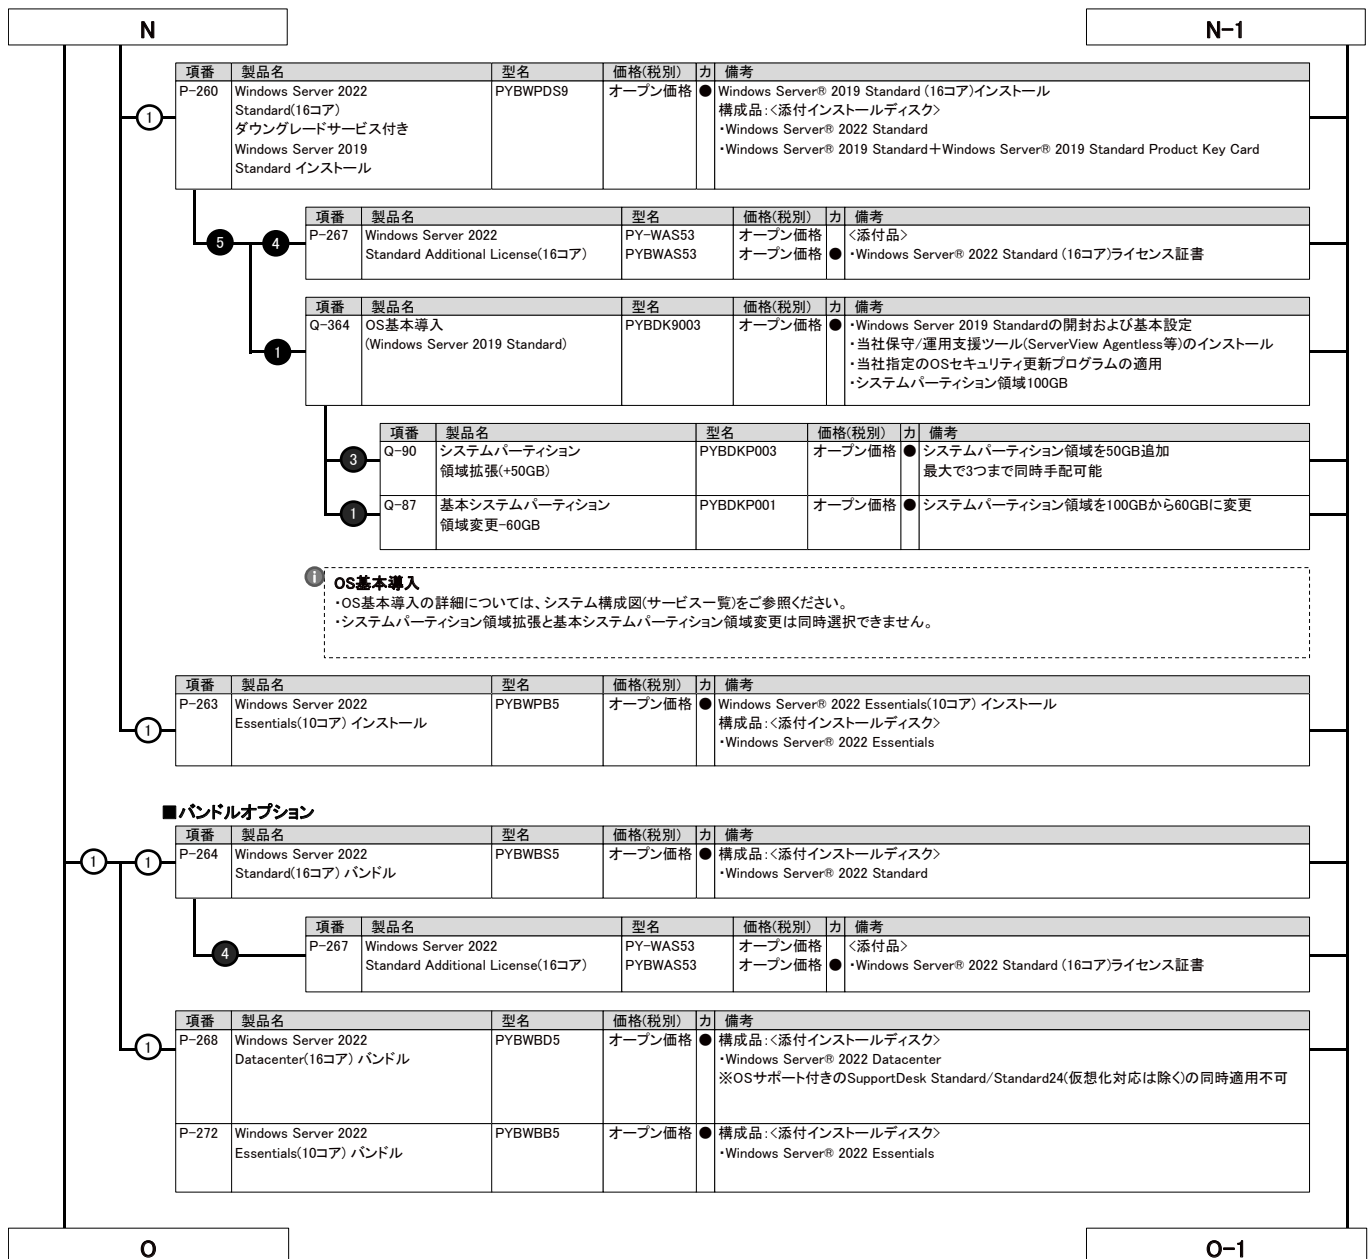 N
N-1
項番 製品名 型名 価格(税別) カ 備考
P-260 Windows Server 2022 PYBWPDS9 オープン価格 ● Windows Server® 2019 Standard (16コア)インストール
Standard(16コア) 構成品:<添付インストールディスク>
ダウングレードサービス付き ・Windows Server® 2022 Standard
Windows Server 2019 ・Windows Server® 2019 Standard+Windows Server® 2019 Standard Product Key Card
Standard インストール
1
項番 製品名 型名 価格(税別) カ 備考
5 4 P-267 Windows Server 2022 PY-WAS53 オープン価格 <添付品>
Standard Additional License(16コア) PYBWAS53 オープン価格 ● ・Windows Server® 2022 Standard (16コア)ライセンス証書
項番 製品名 型名 価格(税別) カ 備考
Q-364 OS基本導入 PYBDK9003 オープン価格 ● ・Windows Server 2019 Standardの開封および基本設定
(Windows Server 2019 Standard) ・当社保守/運用支援ツール(ServerView Agentless等)のインストール
1 ・当社指定のOSセキュリティ更新プログラムの適用
・システムパーティション領域100GB
項番 製品名 型名 価格(税別) カ 備考
3 Q-90 システムパーティション PYBDKP003 オープン価格 ● システムパーティション領域を50GB追加
領域拡張(+50GB) 最大で3つまで同時手配可能
1 Q-87 基本システムパーティション PYBDKP001 オープン価格 ● システムパーティション領域を100GBから60GBに変更
領域変更-60GB
i OS基本導入
・OS基本導入の詳細については、システム構成図(サービス一覧)をご参照ください。
・システムパーティション領域拡張と基本システムパーティション領域変更は同時選択できません。
項番 製品名 型名 価格(税別) カ 備考
P-263 Windows Server 2022 PYBWPB5 オープン価格 ● Windows Server® 2022 Essentials(10コア) インストール
1 Essentials(10コア) インストール 構成品:<添付インストールディスク>
・Windows Server® 2022 Essentials
■バンドルオプション
項番 製品名 型名 価格(税別) カ 備考
1 1 P-264 Windows Server 2022 PYBWBS5 オープン価格 ● 構成品:<添付インストールディスク>
Standard(16コア) バンドル ・Windows Server® 2022 Standard
項番 製品名 型名 価格(税別) カ 備考
4 P-267 Windows Server 2022 PY-WAS53 オープン価格 <添付品>
Standard Additional License(16コア) PYBWAS53 オープン価格 ● ・Windows Server® 2022 Standard (16コア)ライセンス証書
項番 製品名 型名 価格(税別) カ 備考
1 P-268 Windows Server 2022 PYBWBD5 オープン価格 ● 構成品:<添付インストールディスク>
Datacenter(16コア) バンドル ・Windows Server® 2022 Datacenter
※OSサポート付きのSupportDesk Standard/Standard24(仮想化対応は除く)の同時適用不可
P-272 Windows Server 2022 PYBWBB5 オープン価格 ● 構成品:<添付インストールディスク>
Essentials(10コア) バンドル ・Windows Server® 2022 Essentials
O
O-1